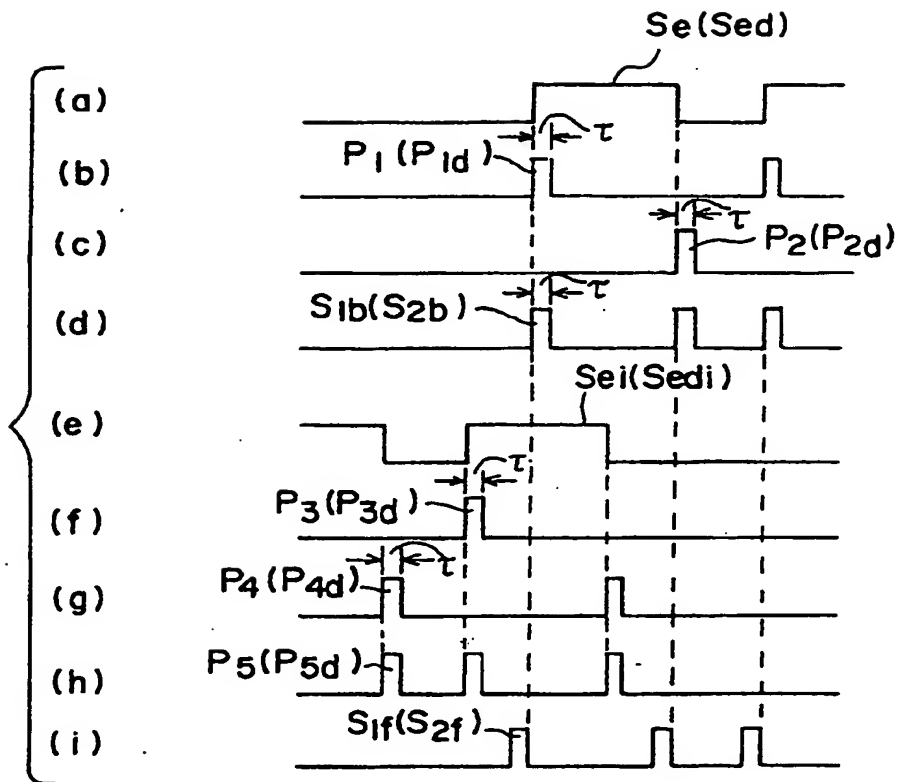 Se(Sed)
(a)
τ
P1(P1d)
(b)
τ
(c)
P2(P2d)
τ
S1b(S2b)
(d)
Sei(Sedi)
(e)
τ
P3(P3d)
(f)
τ
P4(P4d)
(g)
P5(P5d)
(h)
S1f(S2f)
(i)